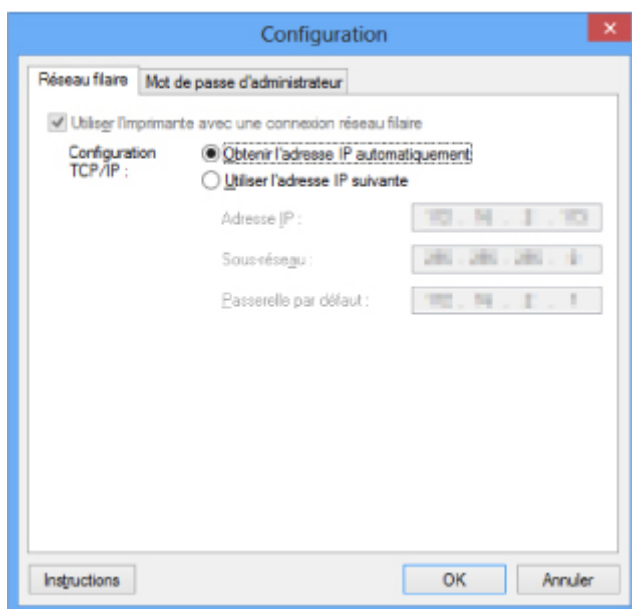 Configuration
Réseau filaire Mot de passe d'administrateur
Utiliser l'imprimante avec une connexion réseau filaire
Configuration TCP/IP :
Obtenir l'adresse IP automatiquement
Utiliser l'adresse IP suivante
Adresse IP :
Sous-réseau :
Passerelle par défaut :
Instructions OK Annuler